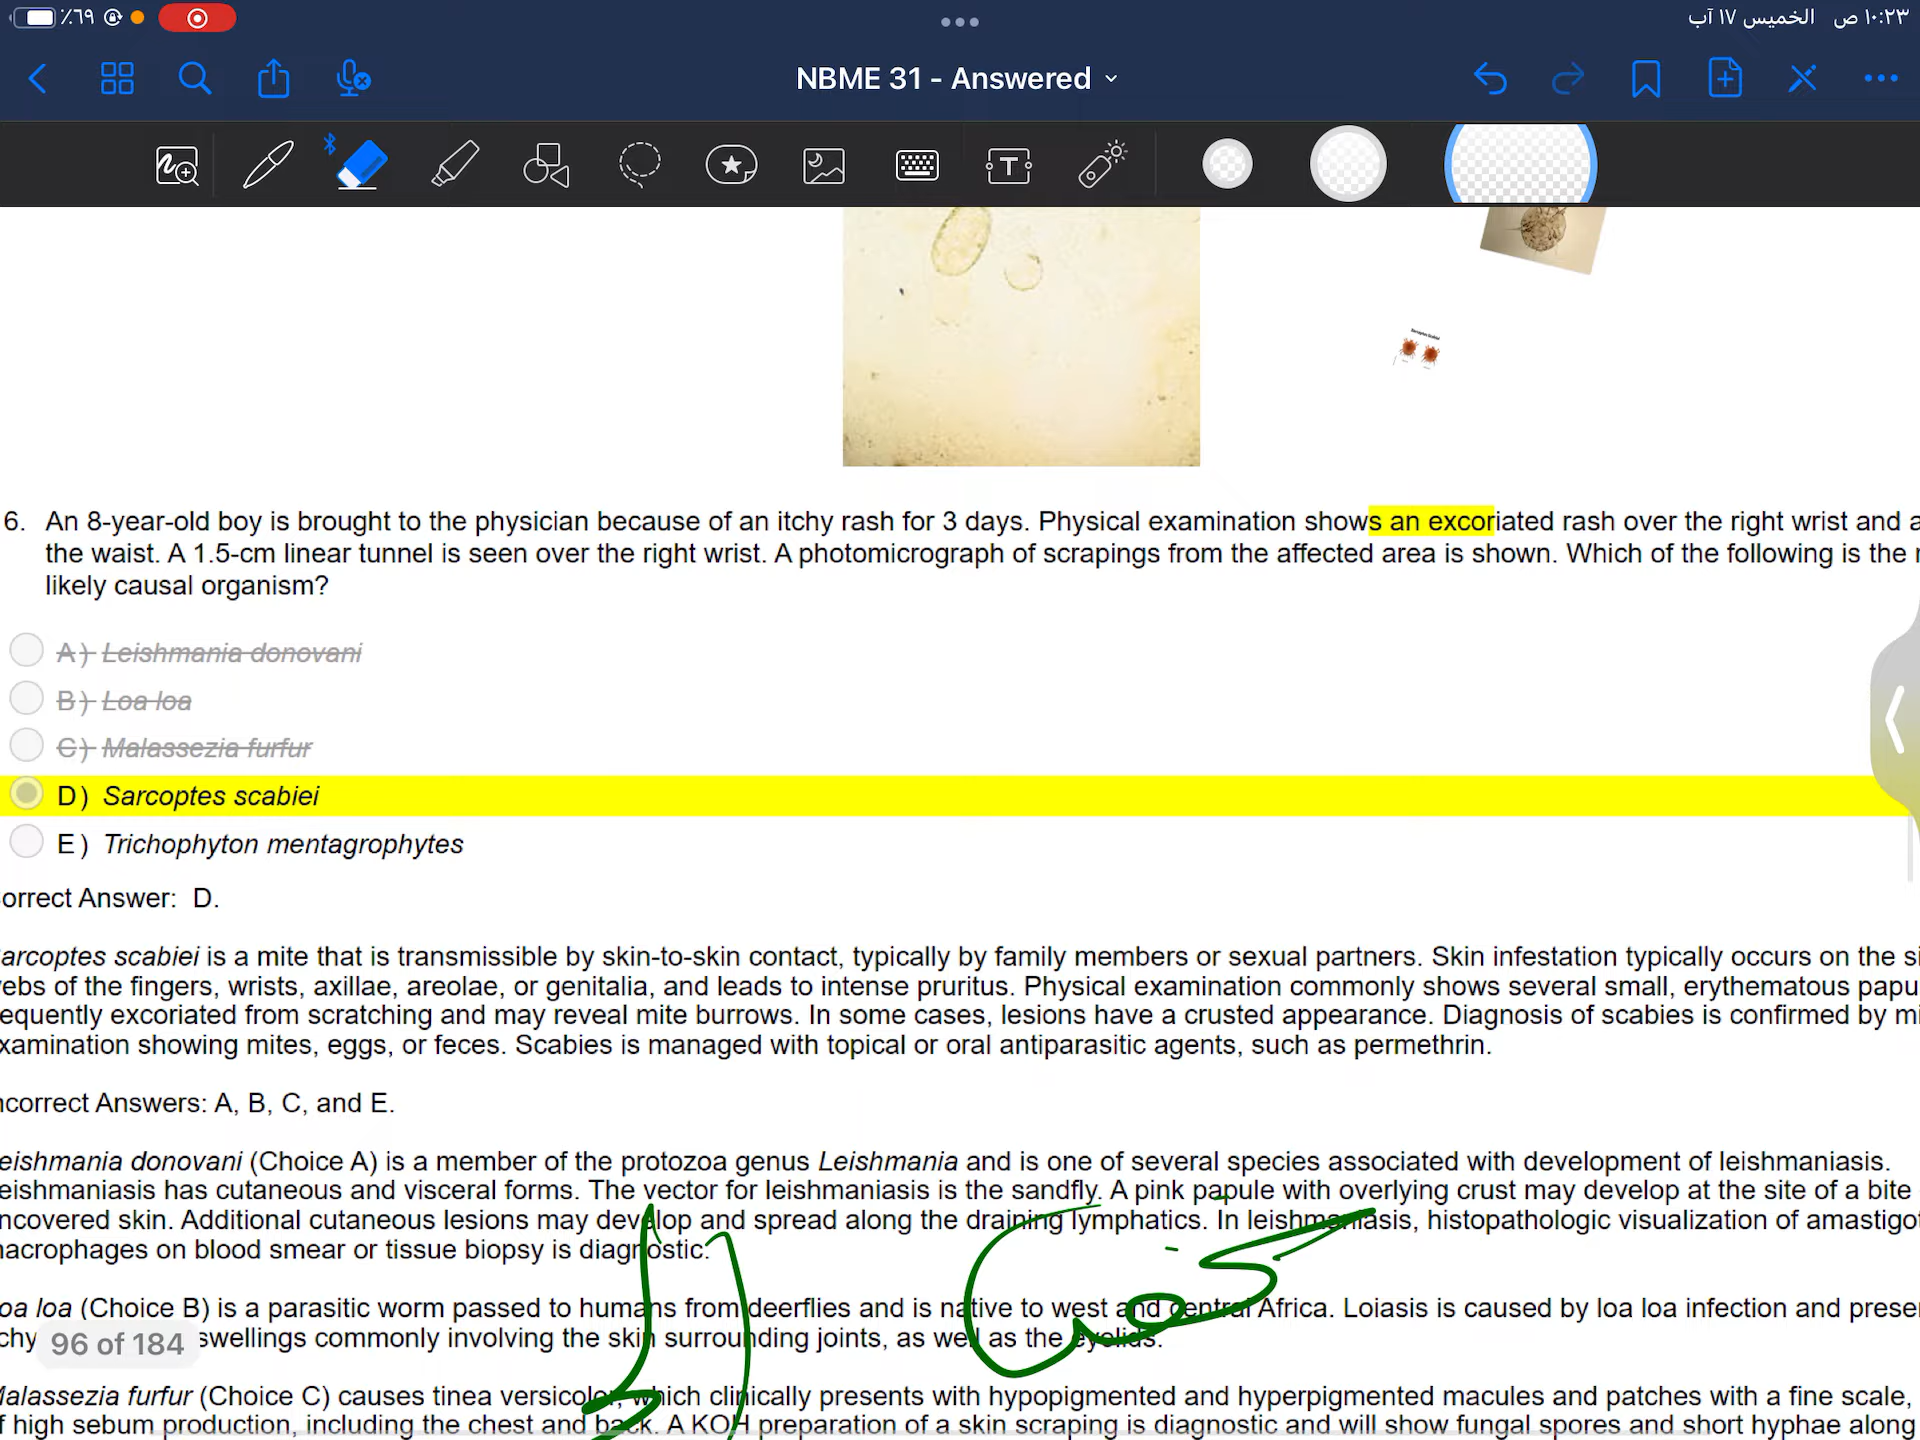 ٪٦٩
١٠:٢٣ ص الخميس ١٧ آب
NBME 31 - Answered
T
Sarcoptes Scabiei
6. An 8-year-old boy is brought to the physician because of an itchy rash for 3 days. Physical examination shows an excoriated rash over the right wrist and a
the waist. A 1.5-cm linear tunnel is seen over the right wrist. A photomicrograph of scrapings from the affected area is shown. Which of the following is the
likely causal organism?
A) Leishmania donovani
B) Loa loa
C) Malassezia furfur
D) Sarcoptes scabiei
E) Trichophyton mentagrophytes
orrect Answer: D.
arcoptes scabiei is a mite that is transmissible by skin-to-skin contact, typically by family members or sexual partners. Skin infestation typically occurs on the si
ebs of the fingers, wrists, axillae, areolae, or genitalia, and leads to intense pruritus. Physical examination commonly shows several small, erythematous papu
equently excoriated from scratching and may reveal mite burrows. In some cases, lesions have a crusted appearance. Diagnosis of scabies is confirmed by mi
xamination showing mites, eggs, or feces. Scabies is managed with topical or oral antiparasitic agents, such as permethrin.
ncorrect Answers: A, B, C, and E.
eishmania donovani (Choice A) is a member of the protozoa genus Leishmania and is one of several species associated with development of leishmaniasis.
eishmaniasis has cutaneous and visceral forms. The vector for leishmaniasis is the sandfly. A pink papule with overlying crust may develop at the site of a bite
ncovered skin. Additional cutaneous lesions may develop and spread along the draining lymphatics. In leishmaniasis, histopathologic visualization of amastigo
acrophages on blood smear or tissue biopsy is diagnostic.
oa loa (Choice B) is a parasitic worm passed to humans from deerflies and is native to west and central Africa. Loiasis is caused by loa loa infection and prese
chy swellings commonly involving the skin surrounding joints, as well as the eyelids.
96 of 184
alassezia furfur (Choice C) causes tinea versicolor, which clinically presents with hypopigmented and hyperpigmented macules and patches with a fine scale,
f high sebum production, including the chest and back. A KOH preparation of a skin scraping is diagnostic and will show fungal spores and short hyphae along